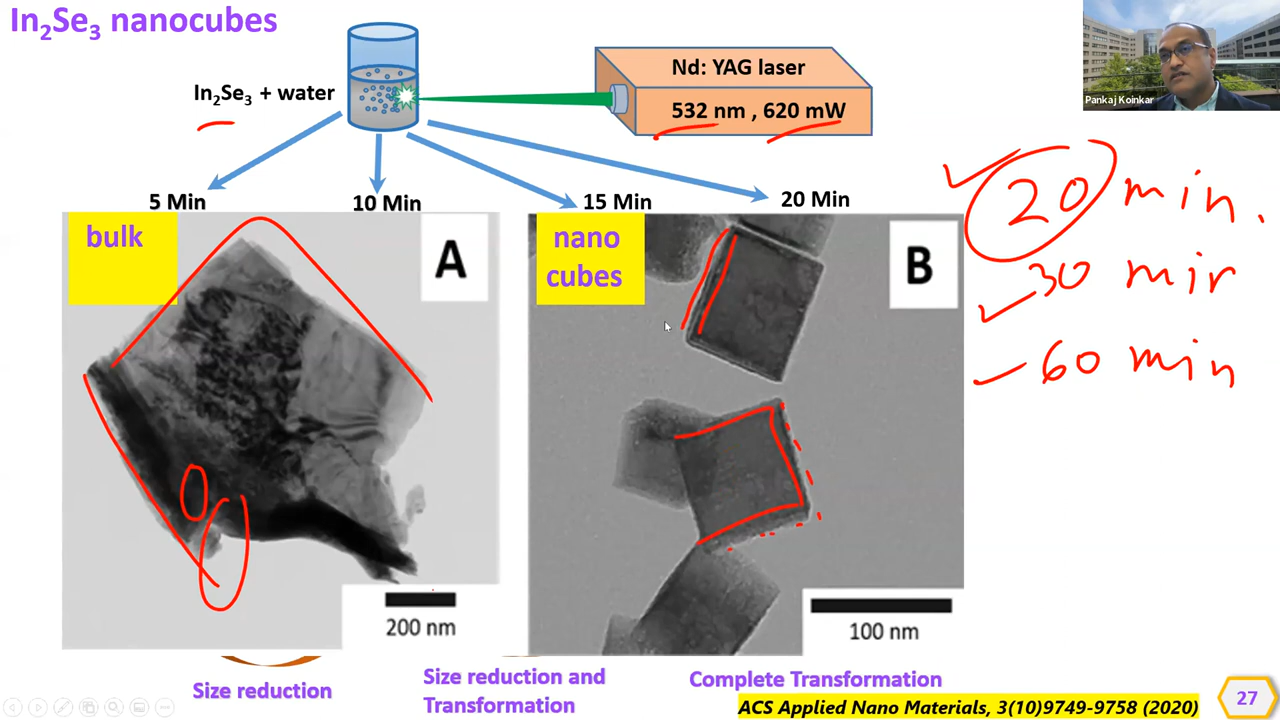 In₂Se₃ nanocubes
Nd: YAG laser
532 nm , 620 mW
In₂Se₃ + water
Pankaj Koinkar
5 Min
10 Min
15 Min
20 Min
20 min.
30 min
60 min
bulk
A
nano
cubes
B
200 nm
100 nm
Size reduction
Size reduction and
Transformation
Complete Transformation
ACS Applied Nano Materials, 3(10)9749-9758 (2020)
27